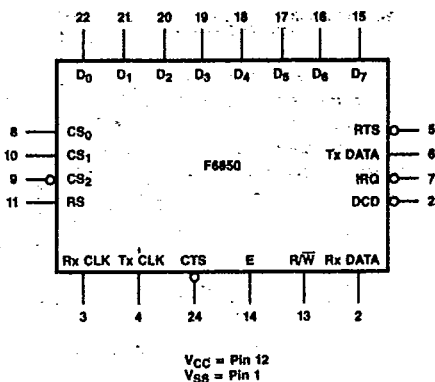 22 21 20 19 18 17 16 15
D0 D1 D2 D3 D4 D5 D6 D7
8 CS0 RTS 5
F6850
10 CS1 Tx DATA 6
9 CS2 IRQ 7
11 RS DCD 2
Rx CLK Tx CLK CTS E R/W̅ Rx DATA
3 4 24 14 13 2
VCC = Pin 12
VSS = Pin 1